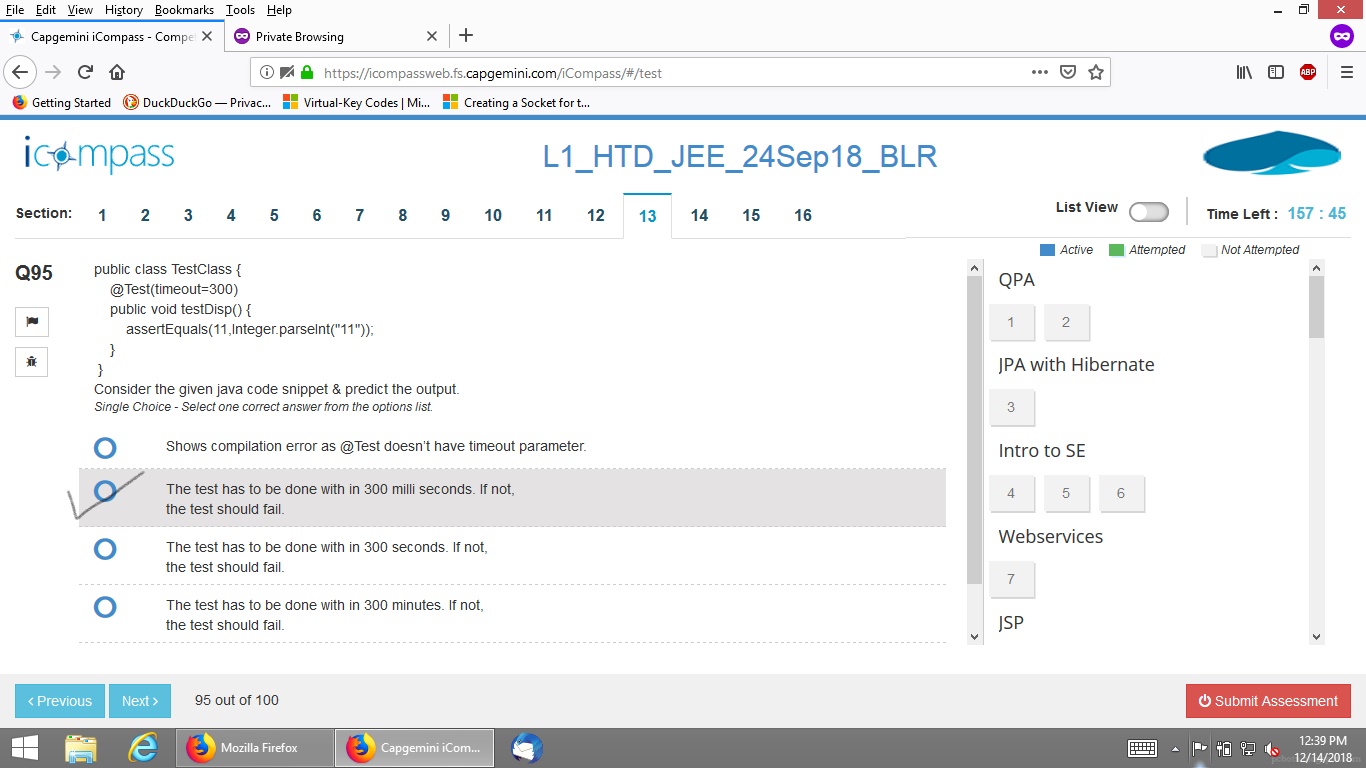 File Edit View History Bookmarks Tools Help
Capgemini iCompass - Compe
Private Browsing
https://icompassweb.fs.capgemini.com/iCompass/#/test
ABP
Getting Started DuckDuckGo — Privac... Virtual-Key Codes | Mi... Creating a Socket for t...
icompass
L1_HTD_JEE_24Sep18_BLR
Section: 1 2 3 4 5 6 7 8 9 10 11 12 13 14 15 16
List View
Time Left : 157 : 45
Active Attempted Not Attempted
Q95
public class TestClass {
@Test(timeout=300)
public void testDisp() {
assertEquals(11,Integer.parseInt("11"));
}
}
Consider the given java code snippet & predict the output.
Single Choice - Select one correct answer from the options list.
Shows compilation error as @Test doesn't have timeout parameter.
The test has to be done with in 300 milli seconds. If not,
the test should fail.
The test has to be done with in 300 seconds. If not,
the test should fail.
The test has to be done with in 300 minutes. If not,
the test should fail.
QPA
1 2
JPA with Hibernate
3
Intro to SE
4 5 6
Webservices
7
JSP
Previous Next
95 out of 100
Submit Assessment
Mozilla Firefox
Capgemini iCom...
12:39 PM
12/14/2018